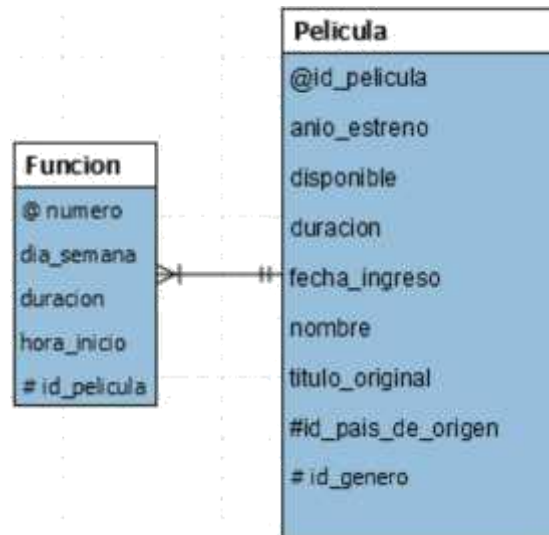 Funcion
@ numero
dia_semana
duracion
hora_inicio
# id_pelicula
Pelicula
@id_pelicula
anio_estreno
disponible
duracion
fecha_ingreso
nombre
titulo_original
#id_pais_de_origen
# id_genero